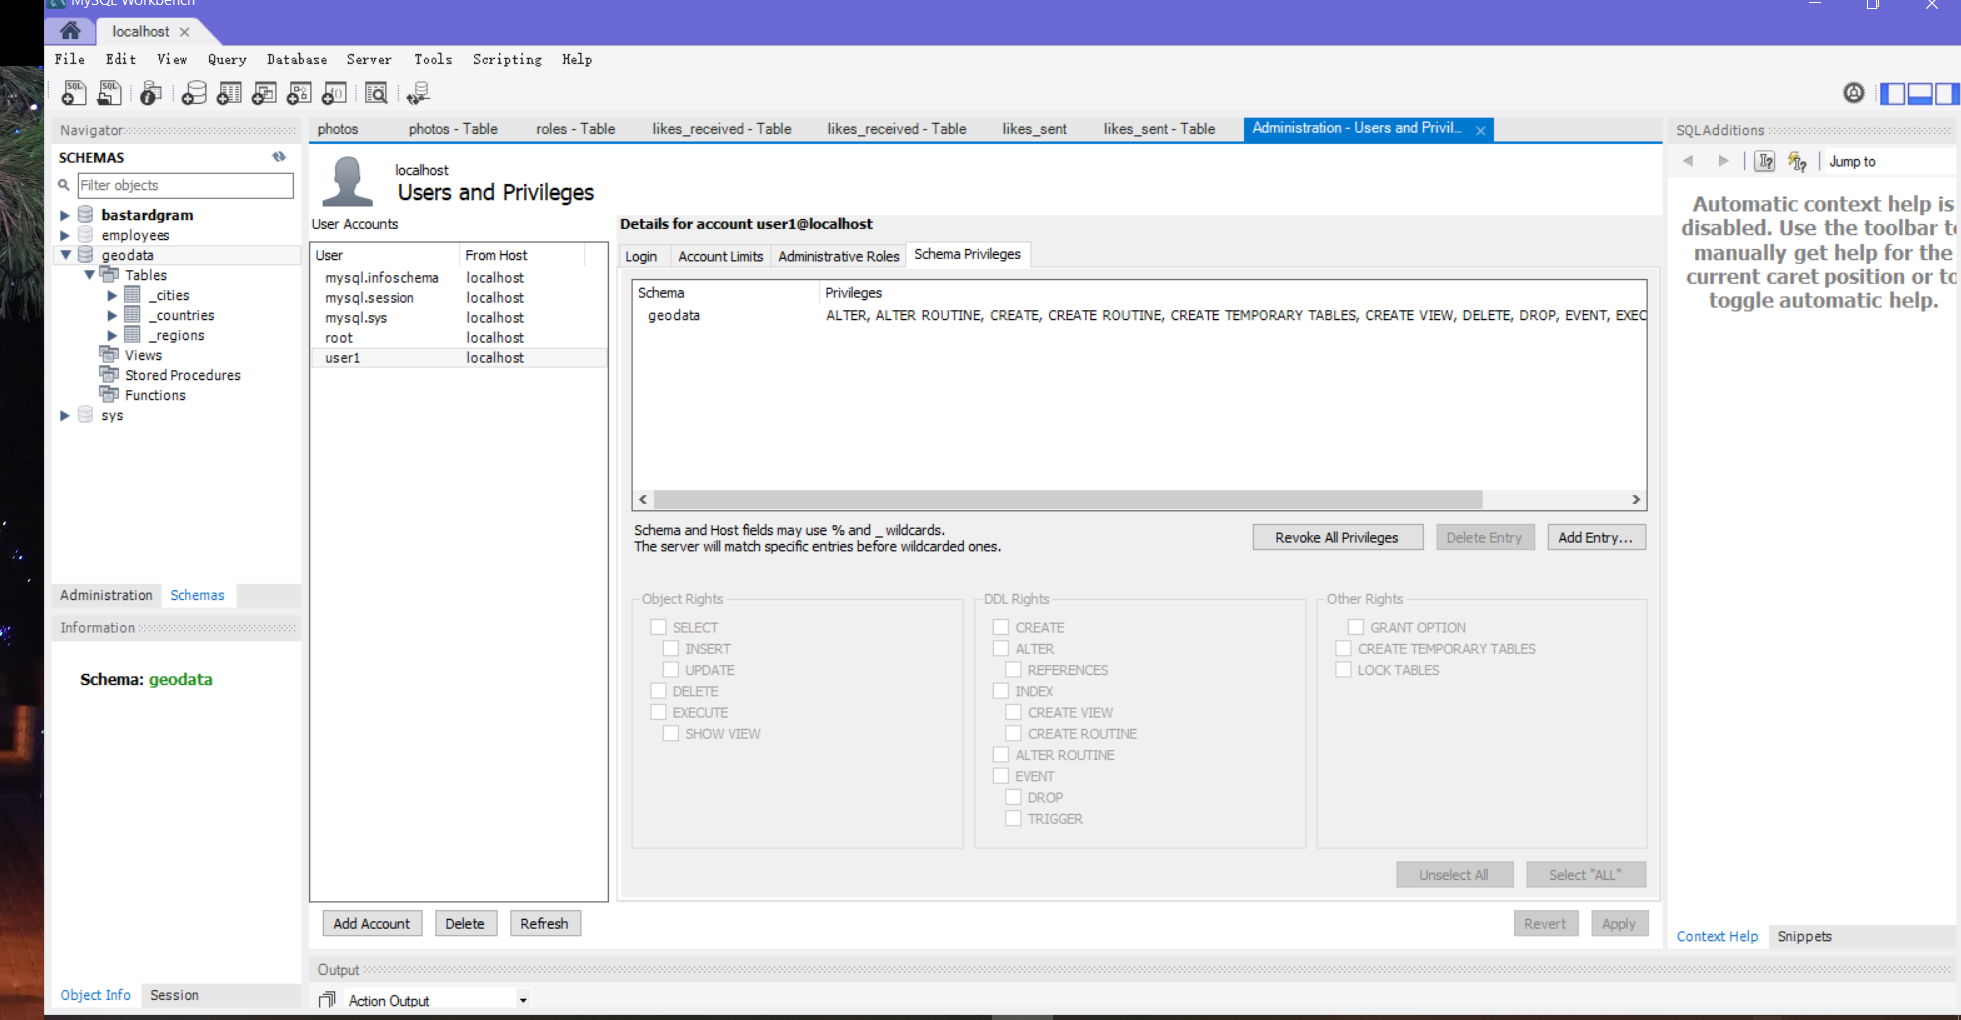 MySQL Workbench
localhost
File Edit View Query Database Server Tools Scripting Help
Navigator
SCHEMAS
Filter objects
bastardgram
employees
geodata
Tables
_cities
_countries
_regions
Views
Stored Procedures
Functions
sys
Administration Schemas
Information
Schema: geodata
Object Info Session
photos photos - Table roles - Table likes_received - Table likes_received - Table likes_sent likes_sent - Table Administration - Users and Privil...
localhost
Users and Privileges
User Accounts
User From Host
mysql.infoschema localhost
mysql.session localhost
mysql.sys localhost
root localhost
user1 localhost
Add Account Delete Refresh
Details for account user1@localhost
Login Account Limits Administrative Roles Schema Privileges
Schema Privileges
geodata ALTER, ALTER ROUTINE, CREATE, CREATE ROUTINE, CREATE TEMPORARY TABLES, CREATE VIEW, DELETE, DROP, EVENT, EXEC
Schema and Host fields may use % and _ wildcards.
The server will match specific entries before wildcarded ones.
Revoke All Privileges Delete Entry Add Entry...
Object Rights
SELECT
INSERT
UPDATE
DELETE
EXECUTE
SHOW VIEW
DDL Rights
CREATE
ALTER
REFERENCES
INDEX
CREATE VIEW
CREATE ROUTINE
ALTER ROUTINE
EVENT
DROP
TRIGGER
Other Rights
GRANT OPTION
CREATE TEMPORARY TABLES
LOCK TABLES
Unselect All Select "ALL"
Revert Apply
Output
Action Output
SQLAdditions
Jump to
Automatic context help is
disabled. Use the toolbar to
manually get help for the
current caret position or to
toggle automatic help.
Context Help Snippets